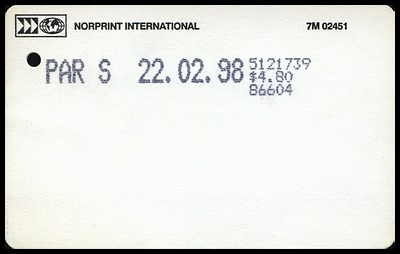 NORPRINT INTERNATIONAL 7M 02451
PAR S 22.02.98 5121739
$4.80
86604